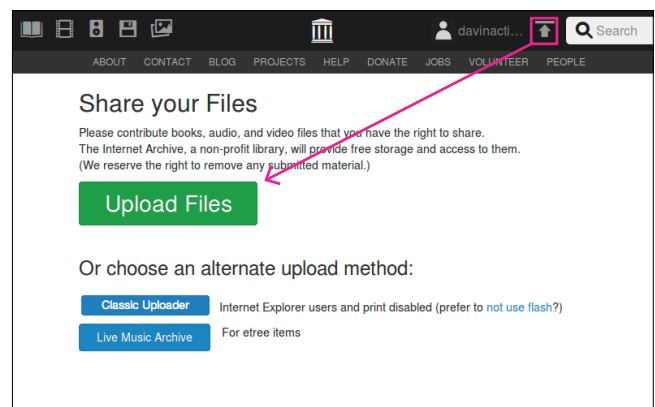 davinacti... Search
ABOUT CONTACT BLOG PROJECTS HELP DONATE JOBS VOLUNTEER PEOPLE
Share your Files
Please contribute books, audio, and video files that you have the right to share.
The Internet Archive, a non-profit library, will provide free storage and access to them.
(We reserve the right to remove any submitted material.)
Upload Files
Or choose an alternate upload method:
Classic Uploader Internet Explorer users and print disabled (prefer to not use flash?)
Live Music Archive For etree items